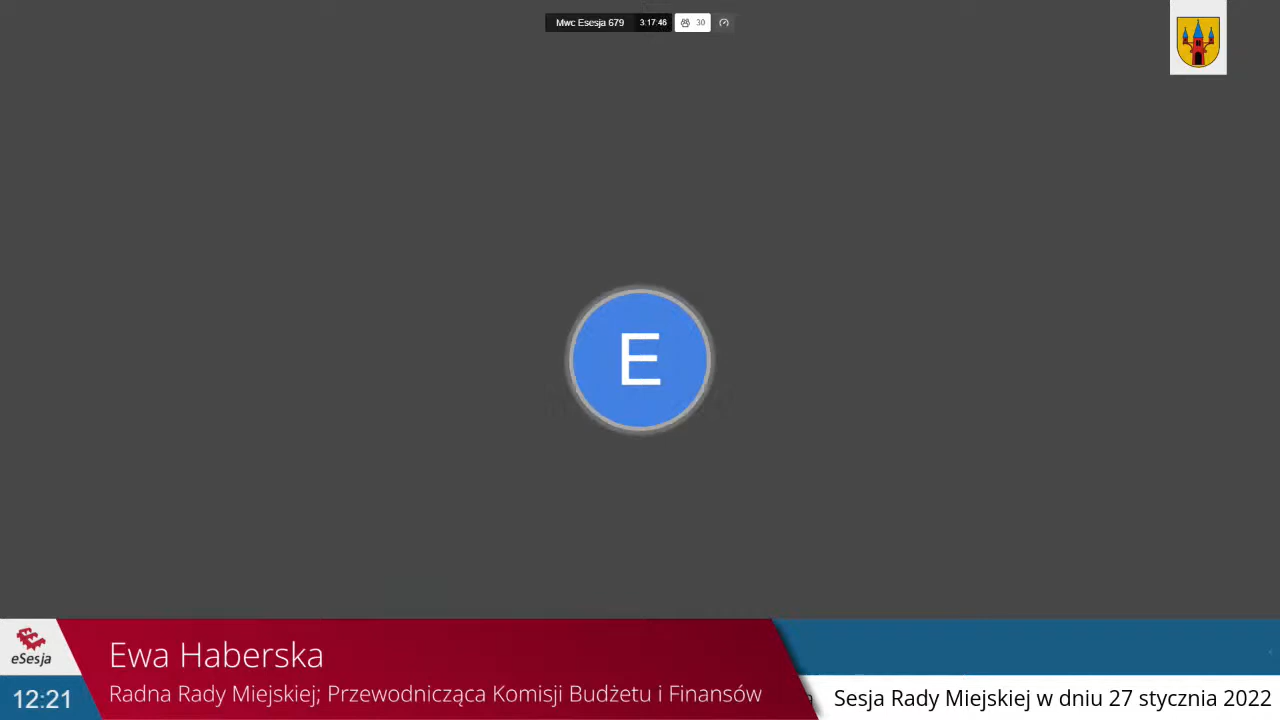 Mwc Esesja 679 3:17:46 30
E
Ewa Haberska
eSesja
12:21 Radna Rady Miejskiej; Przewodnicząca Komisji Budżetu i Finansów Sesja Rady Miejskiej w dniu 27 stycznia 2022